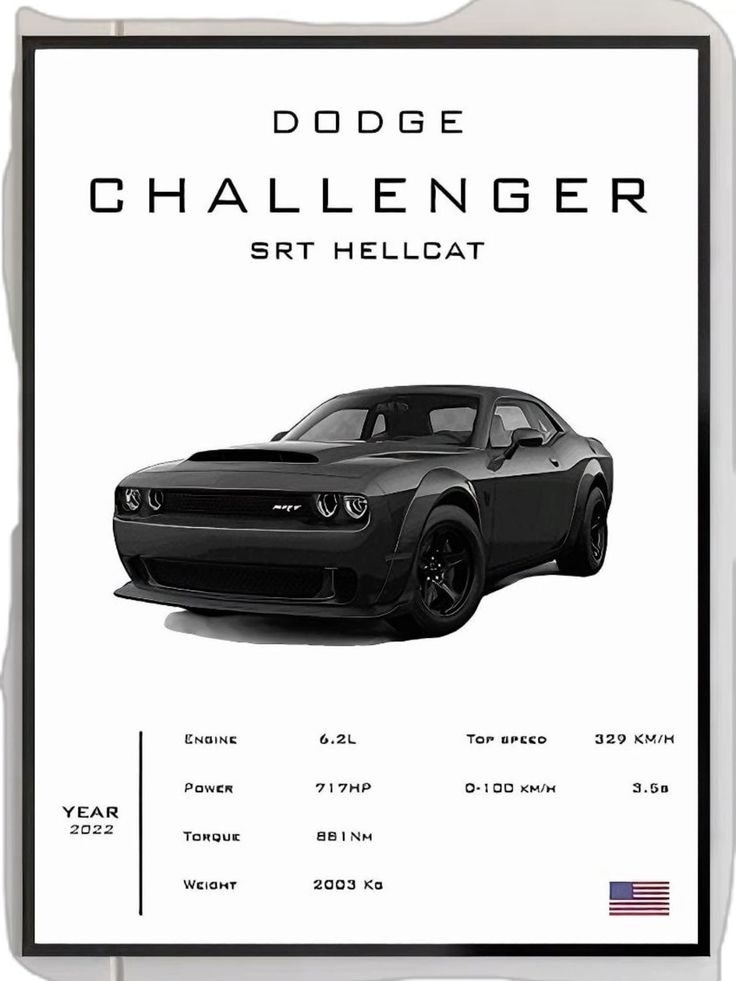 DODGE
CHALLENGER
SRT HELLCAT
SRT
YEAR
2022
Engine 6.2L
Power 717HP
Torque 881Nm
Weight 2003 Kg
Top speed 329 KM/H
0-100 km/h 3.5s